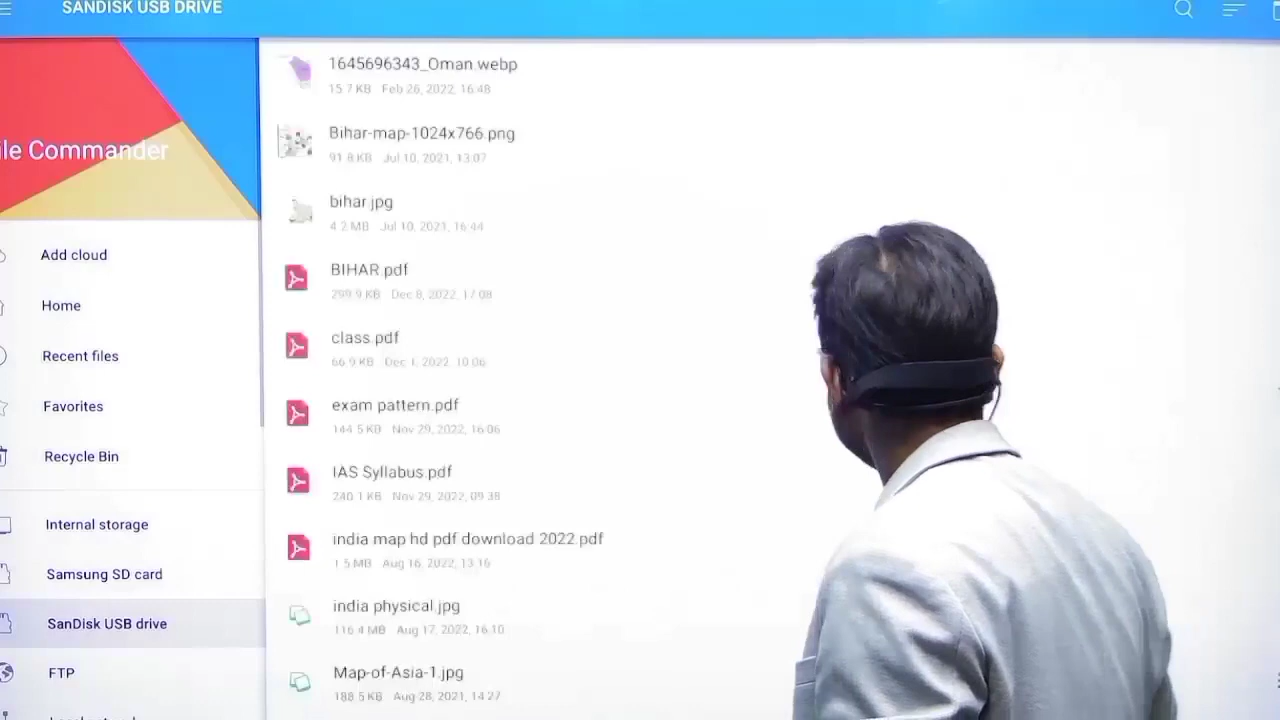 SANDISK USB DRIVE
ile Commander
Add cloud
Home
Recent files
Favorites
Recycle Bin
Internal storage
Samsung SD card
SanDisk USB drive
FTP
1645696343_Oman.webp
15.7 KB Feb 26, 2022, 16:48
Bihar-map-1024x766.png
91.8 KB Jul 10, 2021, 13:07
bihar.jpg
4.2 MB Jul 10, 2021, 16:44
BIHAR.pdf
299.9 KB Dec 8, 2022, 17:08
class.pdf
66.9 KB Dec 1, 2022, 10:06
exam pattern.pdf
144.5 KB Nov 29, 2022, 16:06
IAS Syllabus.pdf
240.1 KB Nov 29, 2022, 09:38
india map hd pdf download 2022.pdf
1.5 MB Aug 16, 2022, 13:16
india physical.jpg
116.4 MB Aug 17, 2022, 16:10
Map-of-Asia-1.jpg
188.5 KB Aug 28, 2021, 14:27